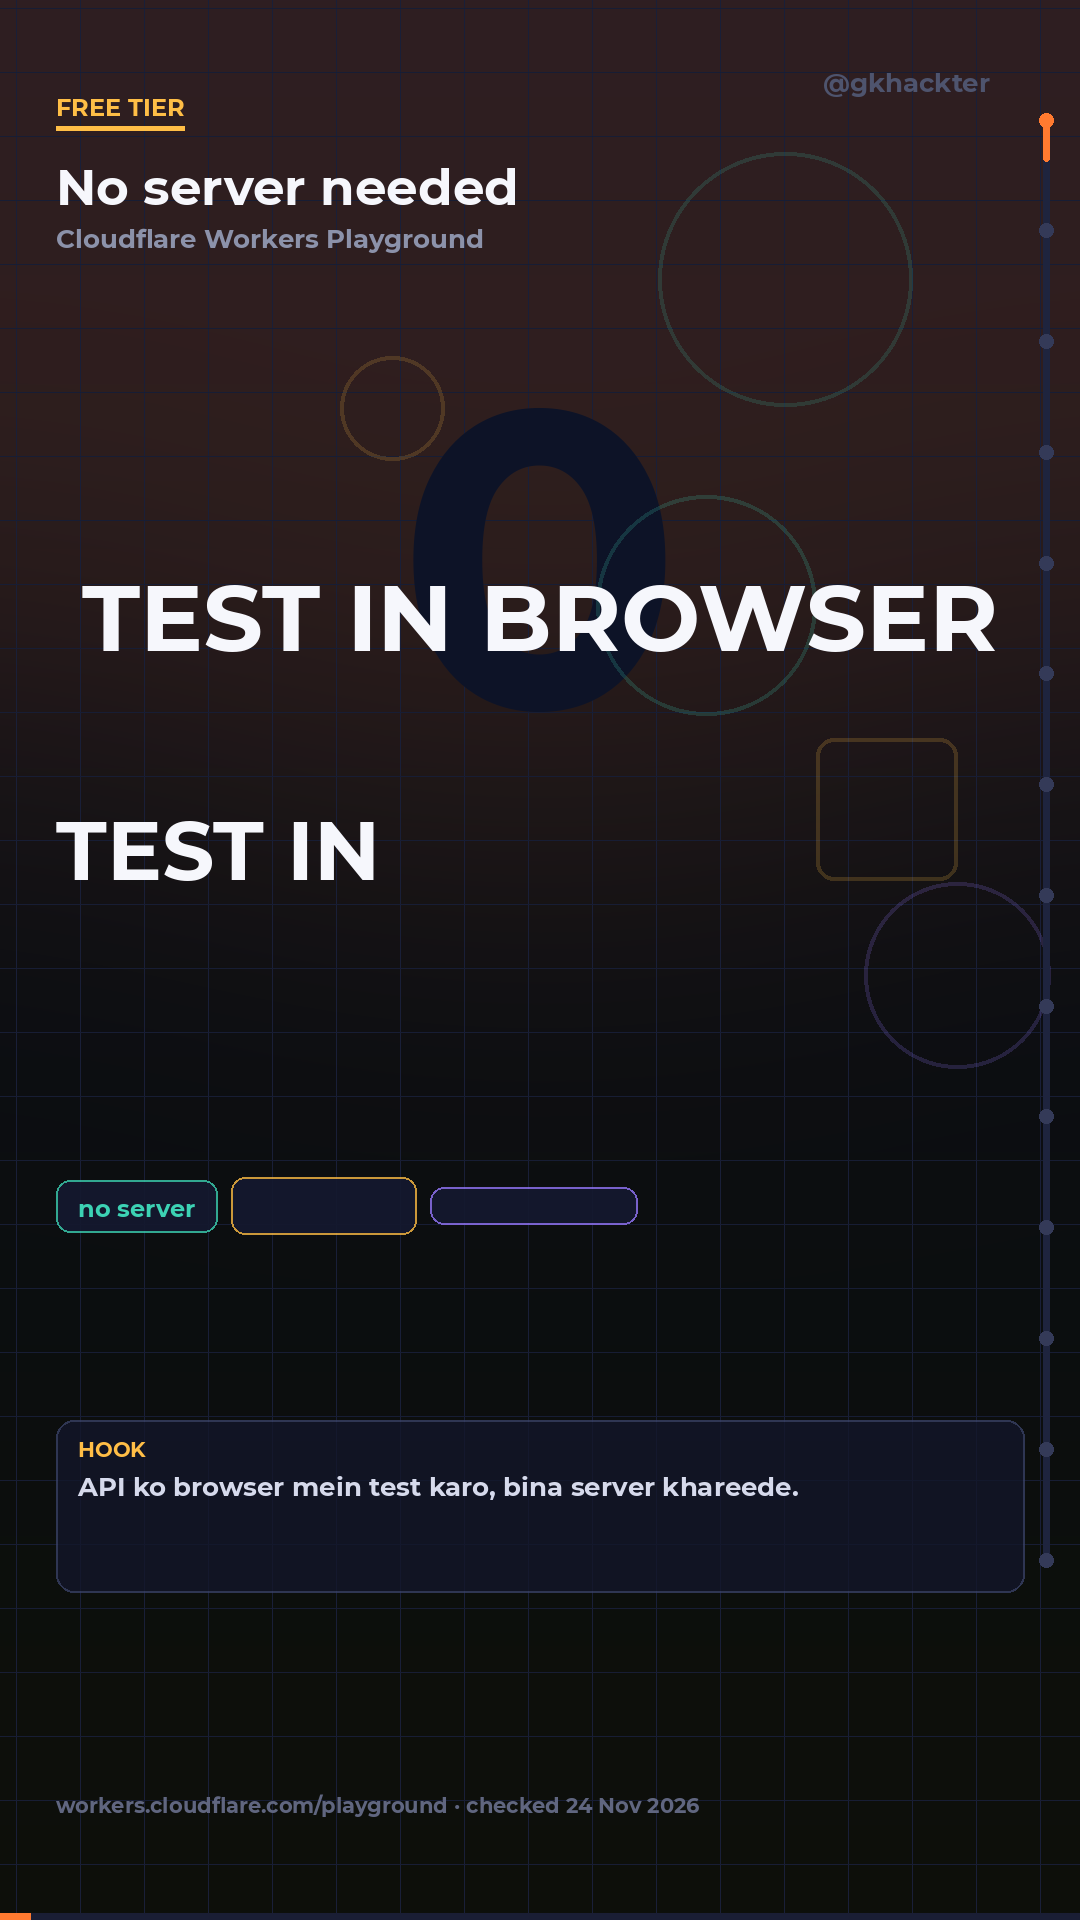 @gkhackter
FREE TIER
No server needed
Cloudflare Workers Playground
0
TEST IN BROWSER
TEST IN
no server
HOOK
API ko browser mein test karo, bina server khareede.
workers.cloudflare.com/playground · checked 24 Nov 2026